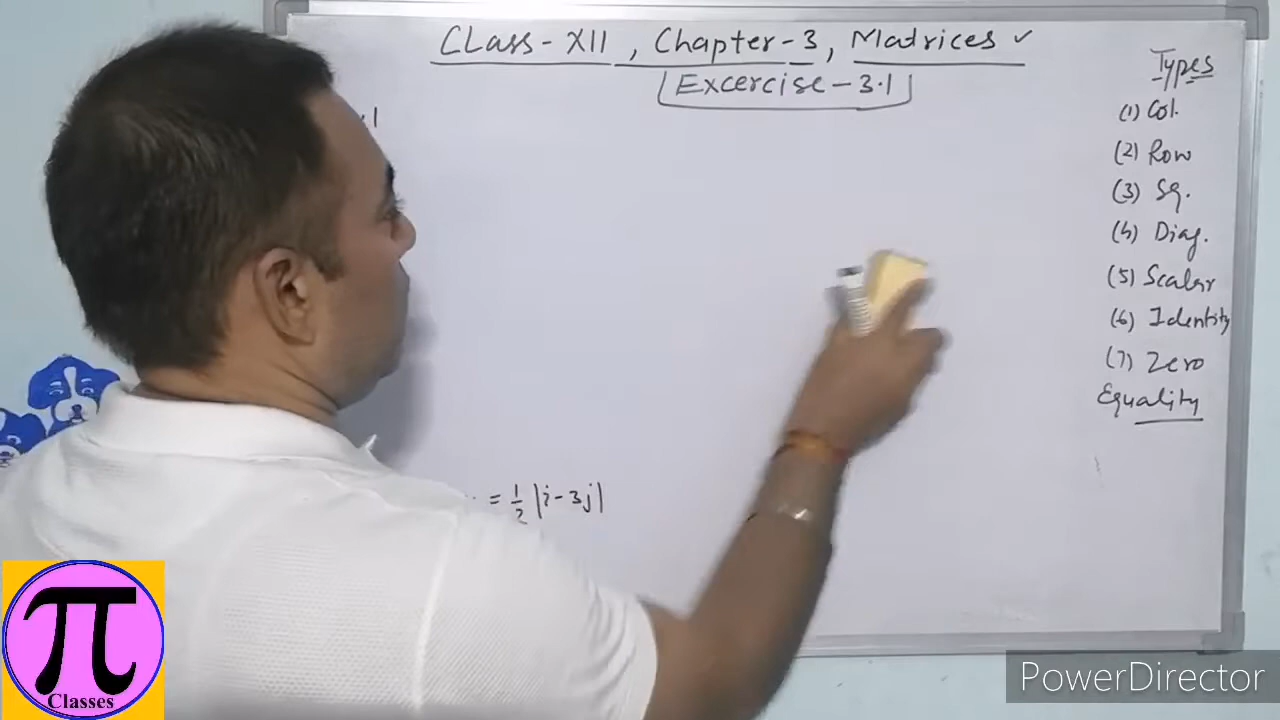 CLass - XII , Chapter - 3 , Matrices ✓
Excercise - 3.1
Types
(1) Col.
(2) Row
(3) Sq.
(4) Diag.
(5) Scalar
(6) Identity
(7) Zero
Equality
= 1/2 |i - 3j|
π
Classes
PowerDirector